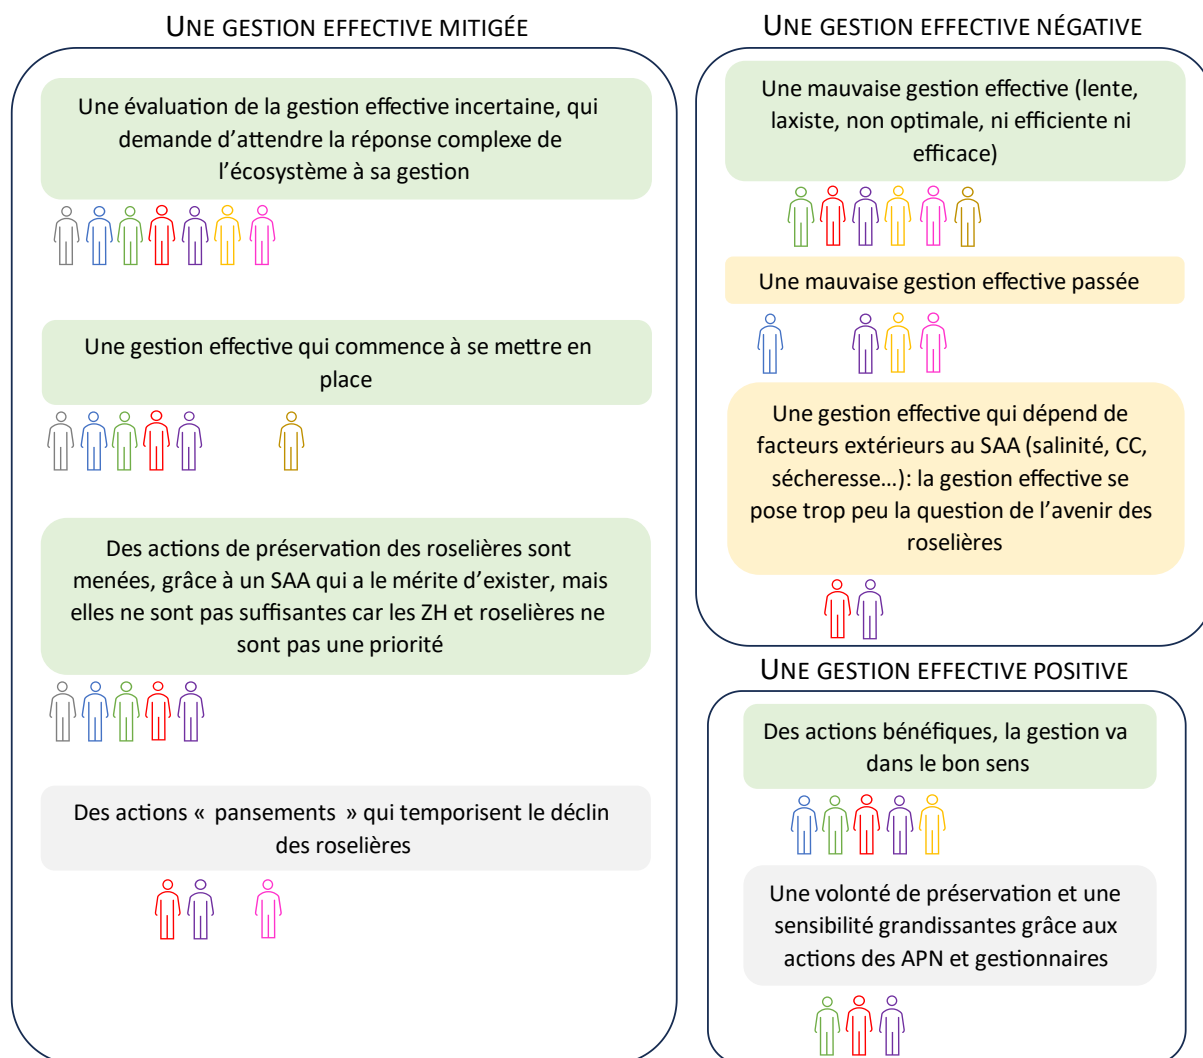 UNE GESTION EFFECTIVE MITIGÉE
Une évaluation de la gestion effective incertaine, qui
demande d'attendre la réponse complexe de
l'écosystème à sa gestion
Une gestion effective qui commence à se mettre en
place
Des actions de préservation des roselières sont
menées, grâce à un SAA qui a le mérite d'exister, mais
elles ne sont pas suffisantes car les ZH et roselières ne
sont pas une priorité
Des actions « pansements » qui temporisent le déclin
des roselières
UNE GESTION EFFECTIVE NÉGATIVE
Une mauvaise gestion effective (lente,
laxiste, non optimale, ni efficiente ni
efficace)
Une mauvaise gestion effective passée
Une gestion effective qui dépend de
facteurs extérieurs au SAA (salinité, CC,
sécheresse…): la gestion effective se
pose trop peu la question de l'avenir des
roselières
UNE GESTION EFFECTIVE POSITIVE
Des actions bénéfiques, la gestion va
dans le bon sens
Une volonté de préservation et une
sensibilité grandissantes grâce aux
actions des APN et gestionnaires